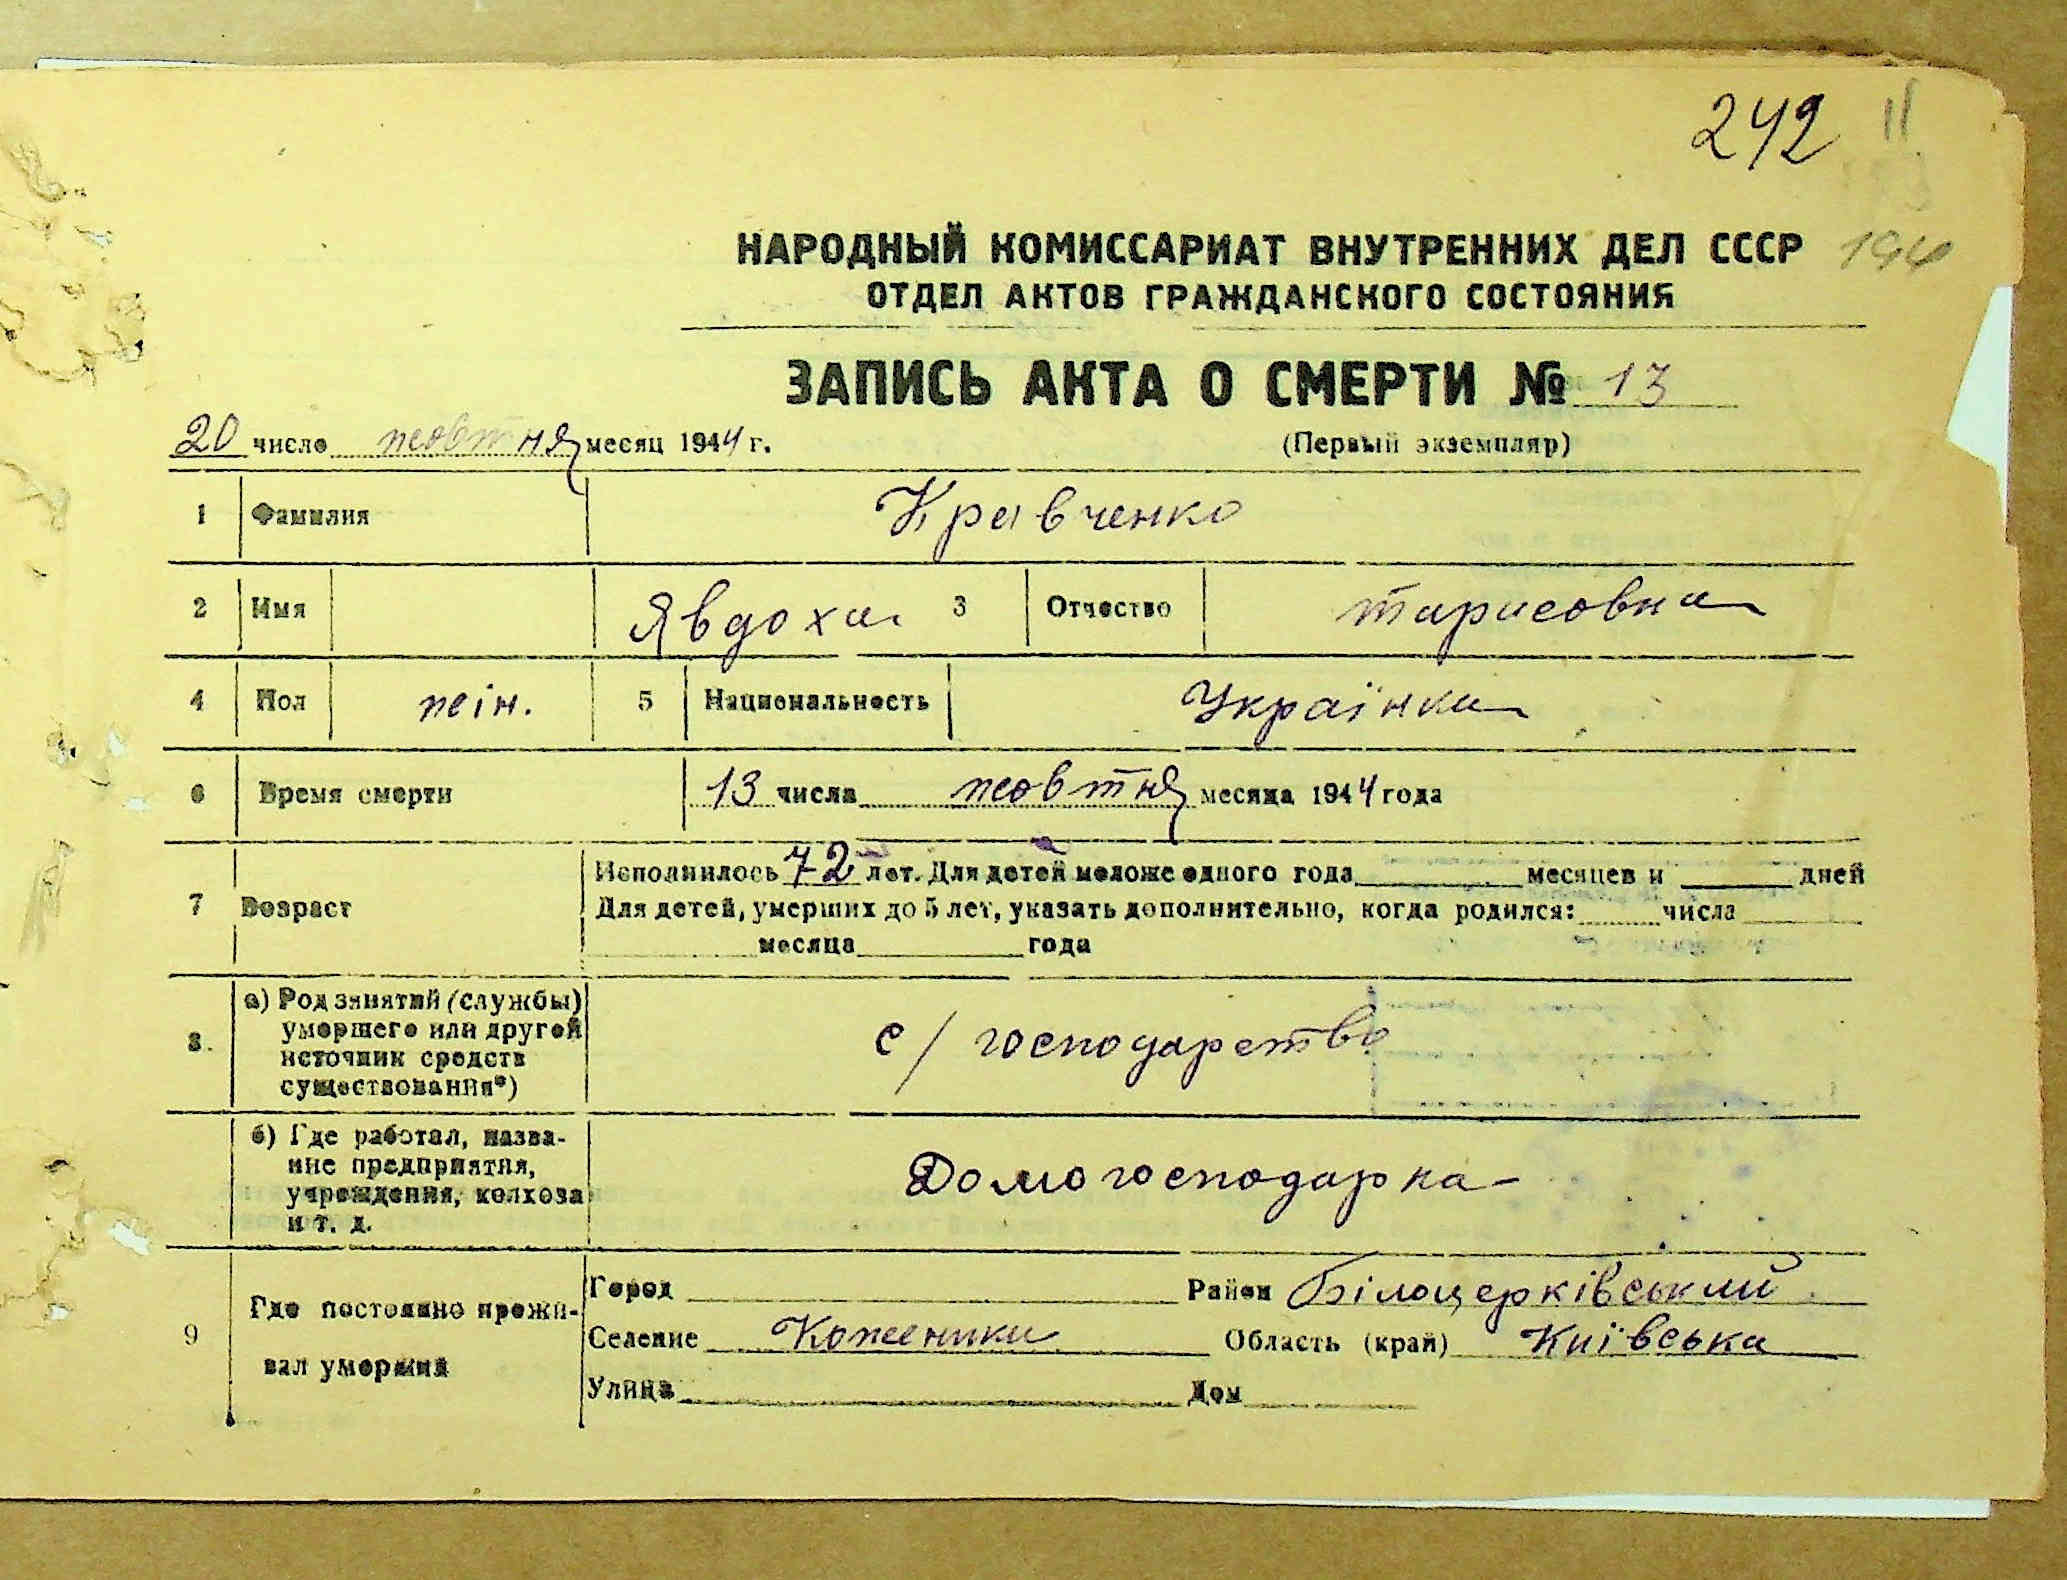 242 11
НАРОДНЫЙ КОМИССАРИАТ ВНУТРЕННИХ ДЕЛ СССР 194
ОТДЕЛ АКТОВ ГРАЖДАНСКОГО СОСТОЯНИЯ
ЗАПИСЬ АКТА О СМЕРТИ № 13
20 число жовтня месяц 1944 г. (Первый экземпляр)
1 Фамилия Кравченко
2 Имя Явдоха 3 Отчество тарасовна
4 Пол жін. 5 Национальность Українка
6 Время смерти 13 числа жовтня месяца 1944 года
Исполнилось 72 лет. Для детей моложе одного года месяцев и дней
7 Возраст Для детей, умерших до 5 лет, указать дополнительно, когда родился: числа
месяца года
8. а) Род занятий (службы) умершего или другой источник средств существования*) с/господарство
б) Где работал, назва-
ние предприятия,
учреждения, колхоза
и т. д. Домогосподарка
9 Где постоянно прожи-
вал умерший
Город Район Білоцерківський
Селение Коженики Область (край) Київська
Улица Дом